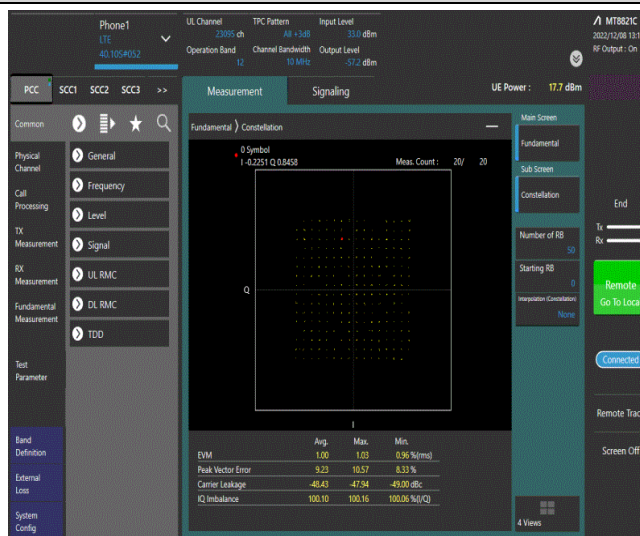 Phone1
LTE
40.10S#052
UL Channel TPC Pattern Input Level
23095 ch All +3dB 33.0 dBm
Operation Band Channel Bandwidth Output Level
12 10 MHz -57.2 dBm
MT8821C
2022/12/08 13:1
RF Output : On
PCC SCC1 SCC2 SCC3 >>
Measurement Signaling UE Power : 17.7 dBm
Common
Physical
Channel
Call
Processing
TX
Measurement
RX
Measurement
Fundamental
Measurement
Test
Parameter
Band
Definition
External
Loss
System
Config
General
Frequency
Level
Signal
UL RMC
DL RMC
TDD
Fundamental 〉 Constellation
0 Symbol
I -0.2251 Q 0.8458 Meas. Count : 20/ 20
Q
I
Avg. Max. Min.
EVM 1.00 1.03 0.96 %(rms)
Peak Vector Error 9.23 10.57 8.33 %
Carrier Leakage -48.43 -47.94 -49.00 dBc
IQ Imbalance 100.10 100.16 100.06 %(I/Q)
Main Screen
Fundamental
Sub Screen
Constellation
Number of RB
50
Starting RB
0
Interpolation (Constellation)
None
4 Views
End
Tx
Rx
Remote
Go To Loca
Connected
Remote Trac
Screen Off